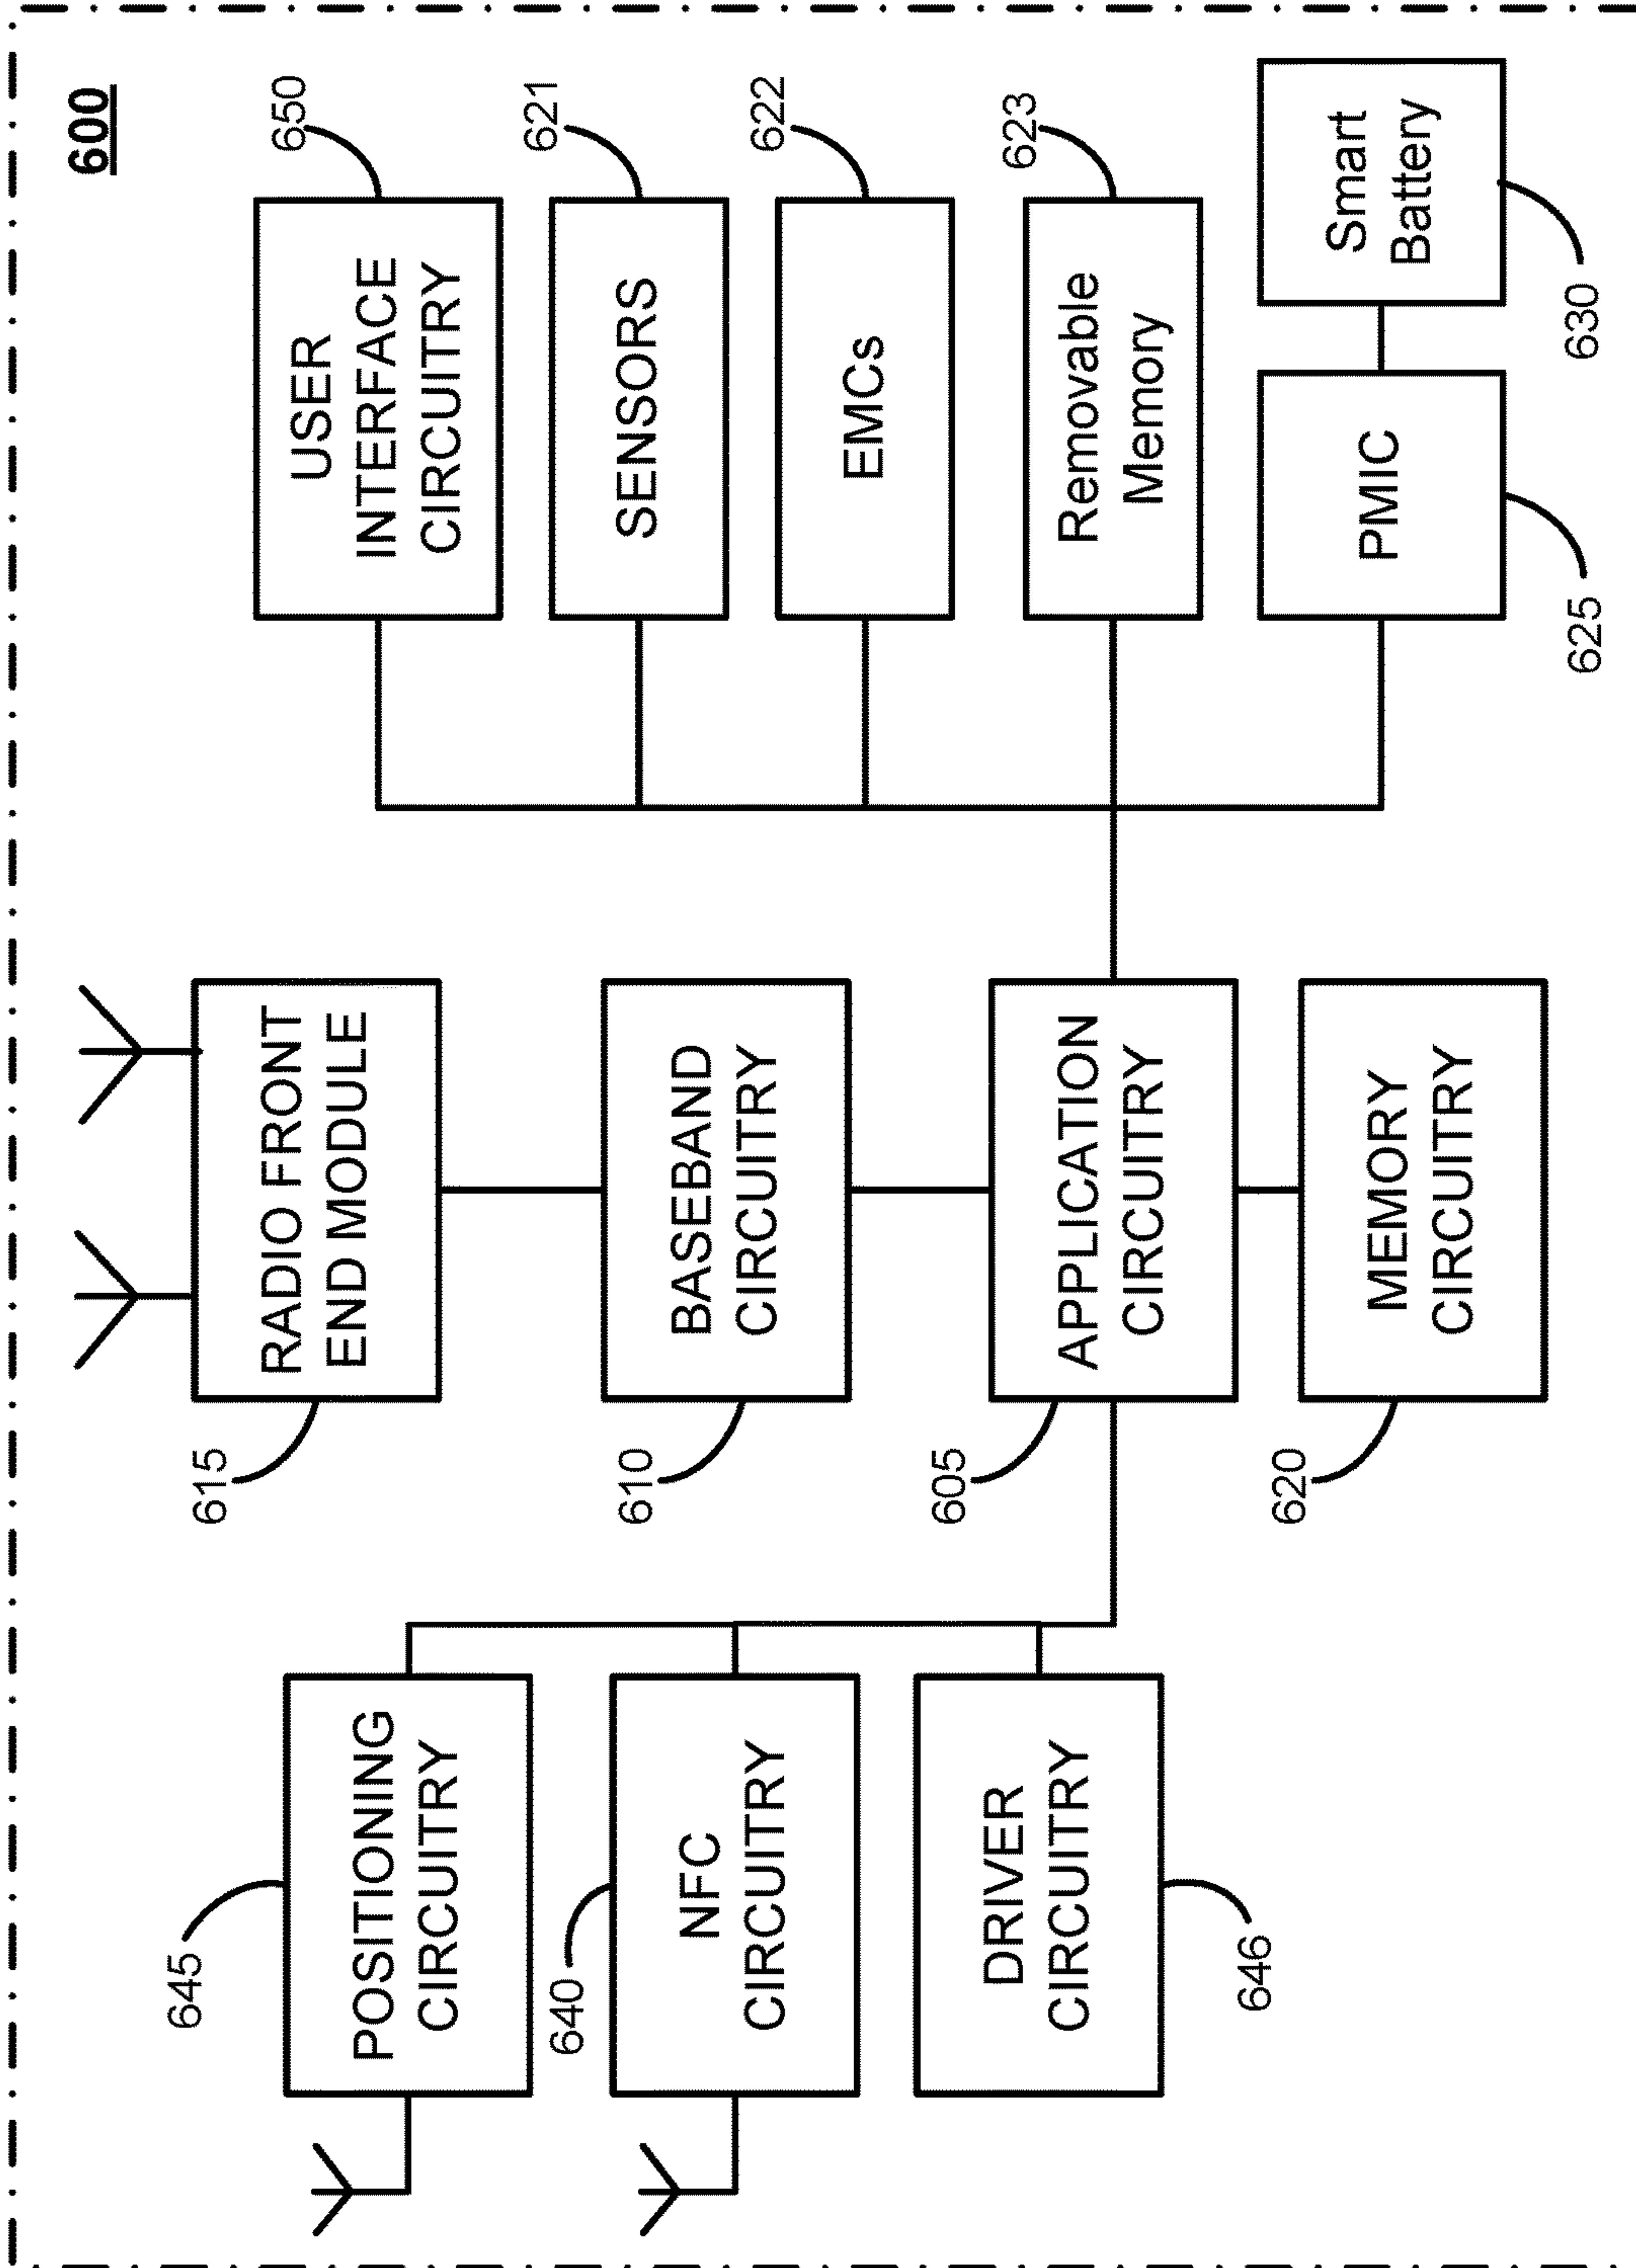 600
645
POSITIONING
CIRCUITRY
640
NFC
CIRCUITRY
DRIVER
CIRCUITRY
646
615
RADIO FRONT
END MODULE
610
BASEBAND
CIRCUITRY
605
APPLICATION
CIRCUITRY
620
MEMORY
CIRCUITRY
650
USER
INTERFACE
CIRCUITRY
621
SENSORS
622
EMCs
623
Removable
Memory
PMIC
625
Smart
Battery
630